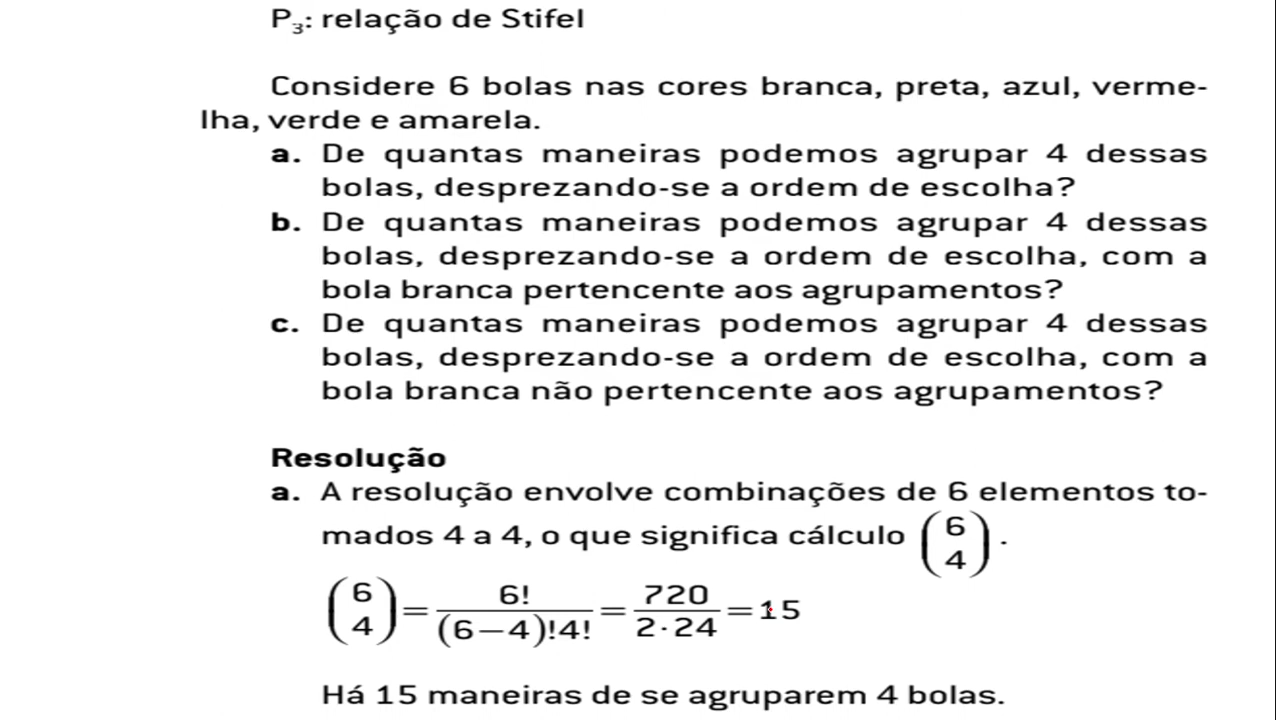 P₃: relação de Stifel
Considere 6 bolas nas cores branca, preta, azul, verme-
lha, verde e amarela.
a. De quantas maneiras podemos agrupar 4 dessas
bolas, desprezando-se a ordem de escolha?
b. De quantas maneiras podemos agrupar 4 dessas
bolas, desprezando-se a ordem de escolha, com a
bola branca pertencente aos agrupamentos?
c. De quantas maneiras podemos agrupar 4 dessas
bolas, desprezando-se a ordem de escolha, com a
bola branca não pertencente aos agrupamentos?
Resolução
a. A resolução envolve combinações de 6 elementos to-
mados 4 a 4, o que significa cálculo (6 4).
(6 4) = 6!/(6−4)!4! = 720/2·24 = 15
Há 15 maneiras de se agruparem 4 bolas.